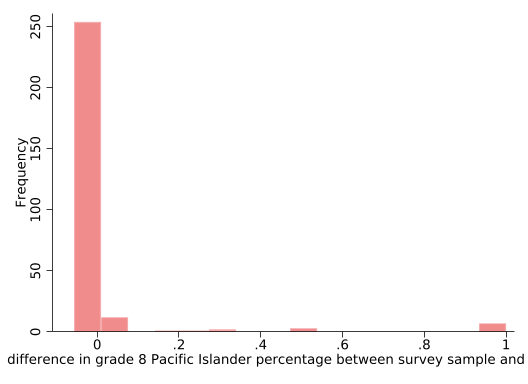 250
200
150
100
50
0
Frequency
0 .2 .4 .6 .8 1
difference in grade 8 Pacific Islander percentage between survey sample and